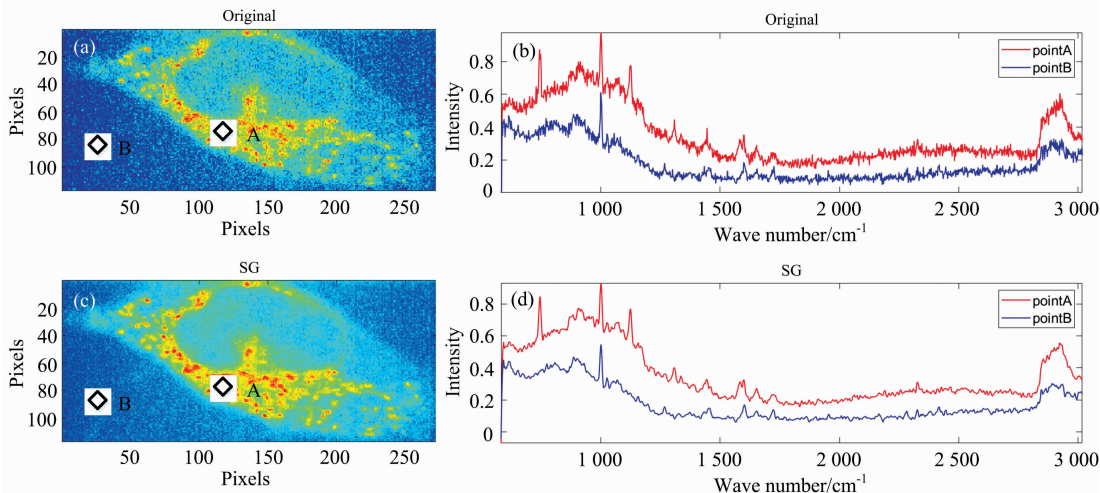 Original
(a)
20
40
60
80
100
Pixels
A
B
50 100 150 200 250
Pixels
Original
(b)
pointA
pointB
0.8
0.6
0.4
0.2
0
Intensity
1 000 1 500 2 000 2 500 3 000
Wave number/cm-1
SG
(c)
20
40
60
80
100
Pixels
A
B
50 100 150 200 250
Pixels
SG
(d)
pointA
pointB
0.8
0.6
0.4
0.2
0
Intensity
1 000 1 500 2 000 2 500 3 000
Wave number/cm-1